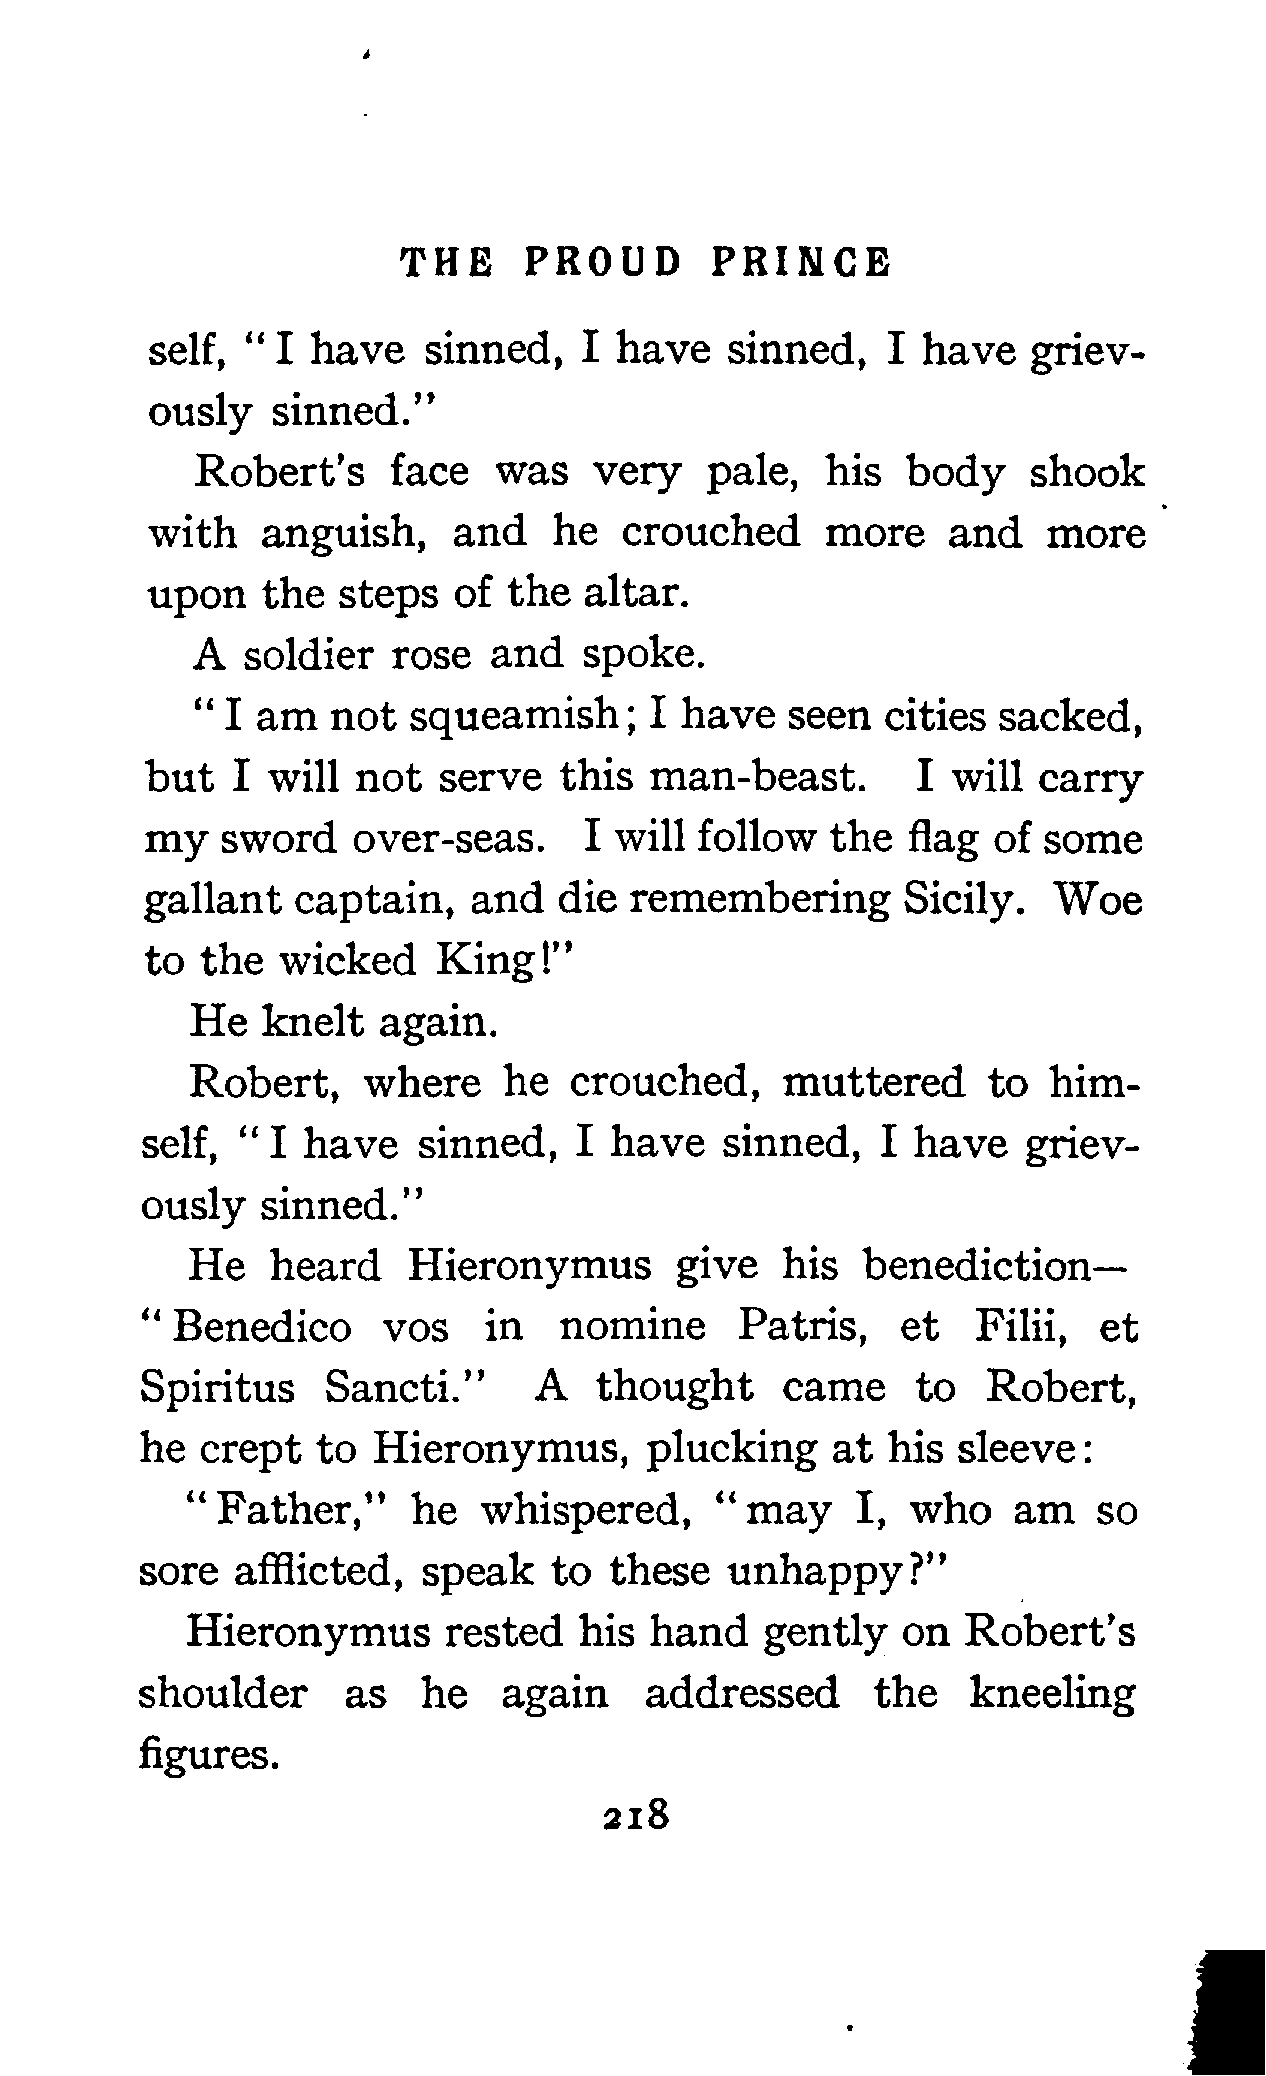 THE PROUD PRINCE
self, "I have sinned, I have sinned, I have griev-
ously sinned."
Robert's face was very pale, his body shook
with anguish, and he crouched more and more
upon the steps of the altar.
A soldier rose and spoke.
"I am not squeamish; I have seen cities sacked,
but I will not serve this man-beast. I will carry
my sword over-seas. I will follow the flag of some
gallant captain, and die remembering Sicily. Woe
to the wicked King!"
He knelt again.
Robert, where he crouched, muttered to him-
self, "I have sinned, I have sinned, I have griev-
ously sinned."
He heard Hieronymus give his benediction—
"Benedico vos in nomine Patris, et Filii, et
Spiritus Sancti." A thought came to Robert,
he crept to Hieronymus, plucking at his sleeve:
"Father," he whispered, "may I, who am so
sore afflicted, speak to these unhappy?"
Hieronymus rested his hand gently on Robert's
shoulder as he again addressed the kneeling
figures.
218